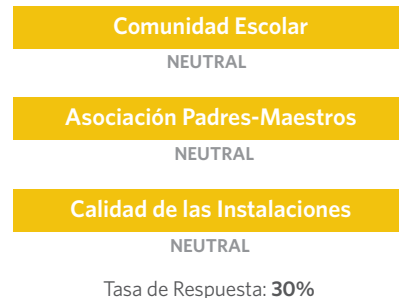 Comunidad Escolar
NEUTRAL
Asociación Padres-Maestros
NEUTRAL
Calidad de las Instalaciones
NEUTRAL
Tasa de Respuesta: 30%